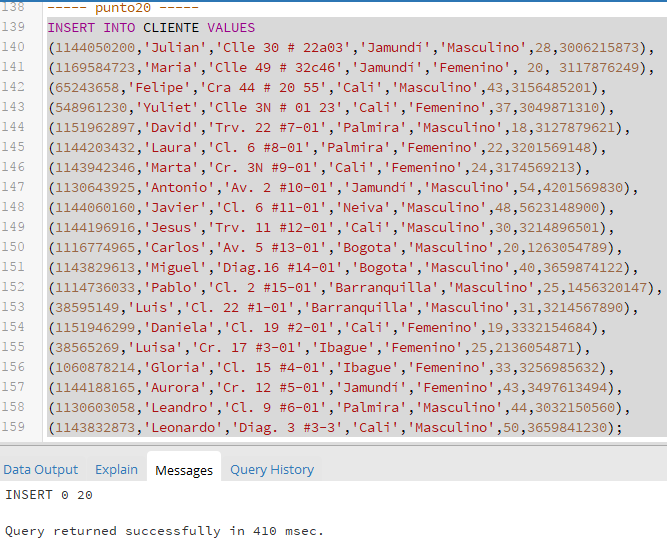 138 ----- punto20 -----
139 INSERT INTO CLIENTE VALUES
140 (1144050200,'Julian','Clle 30 # 22a03','Jamundí','Masculino',28,3006215873),
141 (1169584723,'Maria','Clle 49 # 32c46','Jamundí','Femenino', 20, 3117876249),
142 (65243658,'Felipe','Cra 44 # 20 55','Cali','Masculino',43,3156485201),
143 (548961230,'Yuliet','Clle 3N # 01 23','Cali','Femenino',37,3049871310),
144 (1151962897,'David','Trv. 22 #7-01','Palmira','Masculino',18,3127879621),
145 (1144203432,'Laura','Cl. 6 #8-01','Palmira','Femenino',22,3201569148),
146 (1143942346,'Marta','Cr. 3N #9-01','Cali','Femenino',24,3174569213),
147 (1130643925,'Antonio','Av. 2 #10-01','Jamundí','Masculino',54,4201569830),
148 (1144060160,'Javier','Cl. 6 #11-01','Neiva','Masculino',48,5623148900),
149 (1144196916,'Jesus','Trv. 11 #12-01','Cali','Masculino',30,3214896501),
150 (1116774965,'Carlos','Av. 5 #13-01','Bogota','Masculino',20,1263054789),
151 (1143829613,'Miguel','Diag.16 #14-01','Bogota','Masculino',40,3659874122),
152 (1114736033,'Pablo','Cl. 2 #15-01','Barranquilla','Masculino',25,1456320147),
153 (38595149,'Luis','Cl. 22 #1-01','Barranquilla','Masculino',31,3214567890),
154 (1151946299,'Daniela','Cl. 19 #2-01','Cali','Femenino',19,3332154684),
155 (38565269,'Luisa','Cr. 17 #3-01','Ibague','Femenino',25,2136054871),
156 (1060878214,'Gloria','Cl. 15 #4-01','Ibague','Femenino',33,3256985632),
157 (1144188165,'Aurora','Cr. 12 #5-01','Jamundí','Femenino',43,3497613494),
158 (1130603058,'Leandro','Cl. 9 #6-01','Palmira','Masculino',44,3032150560),
159 (1143832873,'Leonardo','Diag. 3 #3-3','Cali','Masculino',50,3659841230);
Data Output Explain Messages Query History
INSERT 0 20
Query returned successfully in 410 msec.